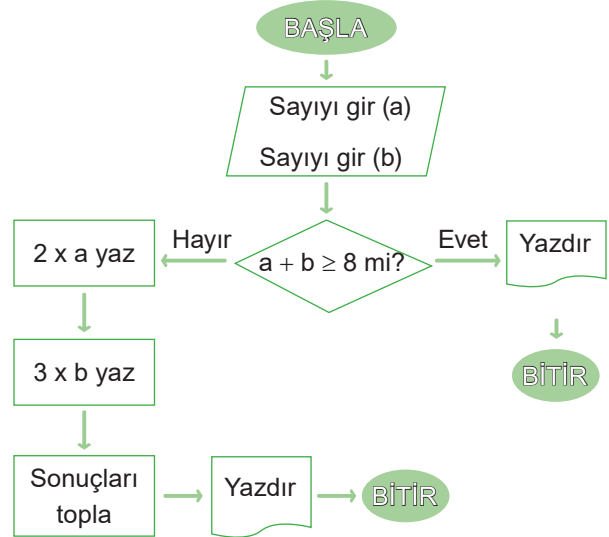 BAŞLA
Sayıyı gir (a)
Sayıyı gir (b)
2 x a yaz
Hayır
a + b ≥ 8 mi?
Evet
Yazdır
3 x b yaz
BİTİR
Sonuçları
topla
Yazdır
BİTİR